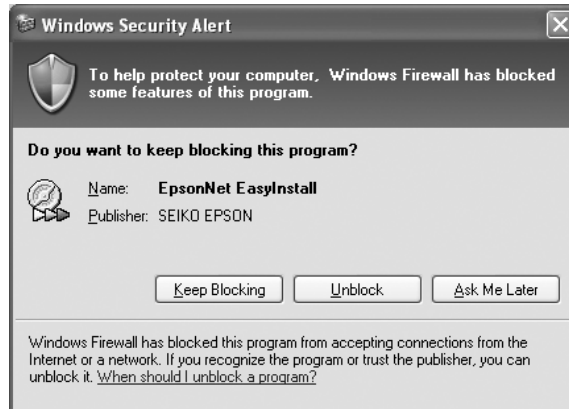 Windows Security Alert
To help protect your computer, Windows Firewall has blocked
some features of this program.
Do you want to keep blocking this program?
Name: EpsonNet EasyInstall
Publisher: SEIKO EPSON
Keep Blocking Unblock Ask Me Later
Windows Firewall has blocked this program from accepting connections from the
Internet or a network. If you recognize the program or trust the publisher, you can
unblock it. When should I unblock a program?